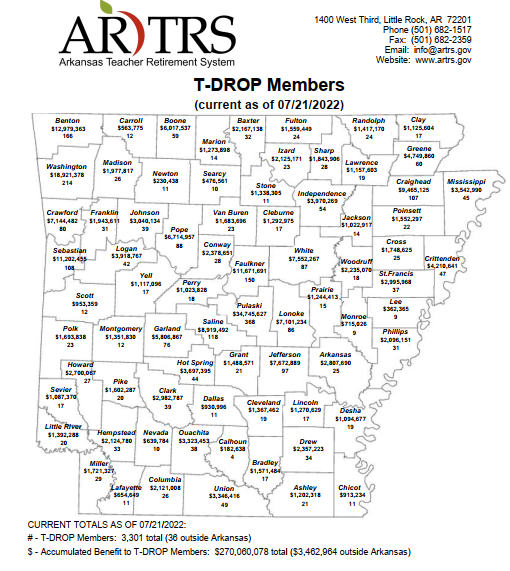 ARTRS
Arkansas Teacher Retirement System
1400 West Third, Little Rock, AR 72201
Phone (501) 682-1517
Fax: (501) 682-2359
Email: info@artrs.gov
Website: www.artrs.gov
T-DROP Members
(current as of 07/21/2022)
Benton
$12,979,363
166
Carroll
$563,775
12
Boone
$6,017,537
59
Marion
$1,273,898
14
Baxter
$2,167,138
32
Fulton
$1,559,449
24
Randolph
$1,417,170
24
Clay
$1,125,604
17
Izard
$2,125,171
23
Sharp
$1,843,906
28
Lawrence
$1,157,603
19
Greene
$4,749,860
60
Washington
$18,921,378
214
Madison
$1,977,817
26
Newton
$230,438
11
Searcy
$476,561
10
Stone
$1,338,305
11
Independence
$3,970,269
54
Craighead
$9,465,125
107
Mississippi
$3,542,990
45
Crawford
$7,144,482
80
Franklin
$1,943,611
31
Johnson
$3,040,134
39
Pope
$6,714,957
88
Van Buren
$1,683,696
23
Cleburne
$1,292,975
17
Jackson
$1,022,917
14
Poinsett
$1,552,297
22
Sebastian
$11,202,455
108
Logan
$3,918,767
42
Conway
$2,378,651
28
Faulkner
$11,671,691
150
White
$7,552,267
87
Woodruff
$2,235,070
18
Cross
$1,748,625
25
Crittenden
$4,210,641
47
St.Francis
$2,995,968
37
Scott
$953,359
12
Yell
$1,117,096
17
Perry
$1,023,828
18
Pulaski
$34,745,627
368
Lonoke
$7,101,234
86
Prairie
$1,244,413
15
Monroe
$715,026
9
Lee
$362,365
9
Phillips
$2,096,151
31
Polk
$1,693,838
23
Montgomery
$1,351,830
12
Garland
$5,806,867
76
Saline
$8,919,492
118
Hot Spring
$3,697,395
44
Grant
$1,488,571
21
Jefferson
$7,672,889
97
Arkansas
$2,807,690
25
Howard
$2,700,067
27
Sevier
$1,087,370
17
Pike
$1,602,287
20
Clark
$2,982,787
39
Dallas
$930,996
11
Cleveland
$1,367,462
19
Lincoln
$1,270,629
17
Desha
$1,094,677
19
Little River
$1,392,288
20
Hempstead
$2,124,780
33
Nevada
$639,784
10
Ouachita
$3,323,453
38
Calhoun
$182,638
4
Bradley
$1,571,484
17
Drew
$2,357,223
34
Miller
$1,721,327
29
Lafayette
$654,649
11
Columbia
$2,121,008
26
Union
$3,346,416
49
Ashley
$1,202,318
21
Chicot
$913,234
11
CURRENT TOTALS AS OF 07/21/2022:
# - T-DROP Members: 3,301 total (36 outside Arkansas)
$ - Accumulated Benefit to T-DROP Members: $270,060,078 total ($3,462,964 outside Arkansas)